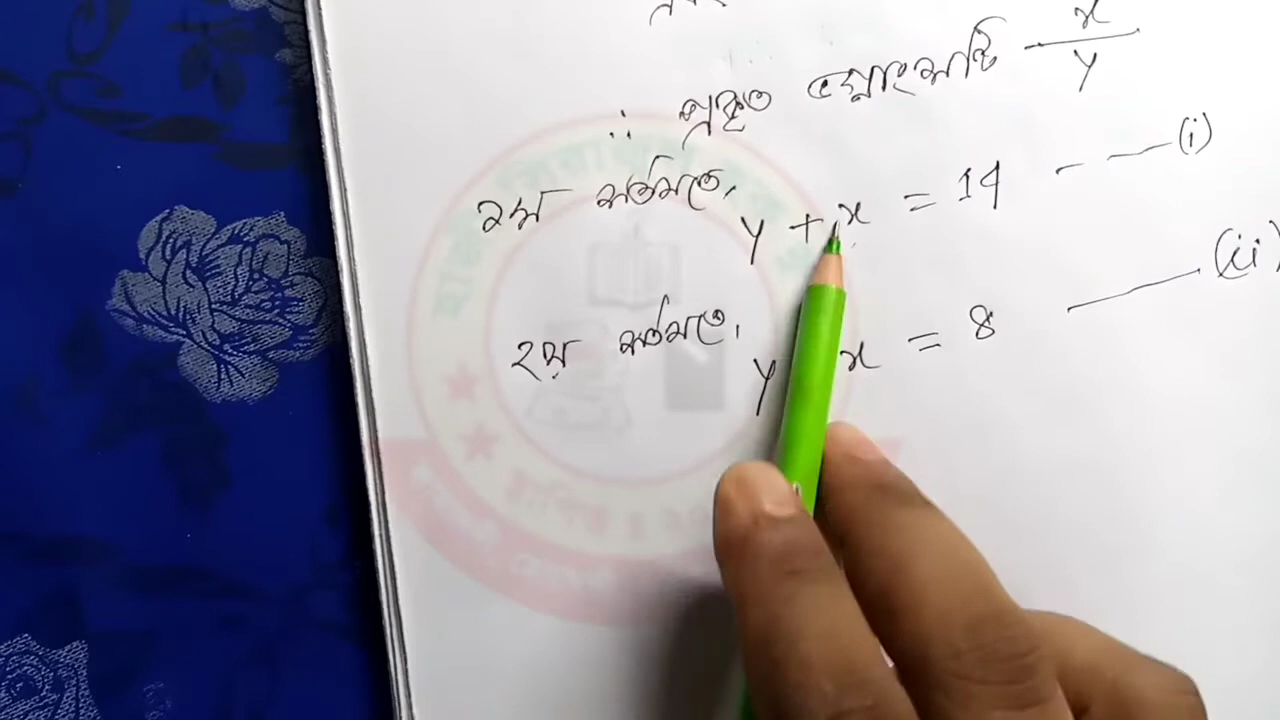 ∴ প্রকৃত ভগ্নাংশটি x/y
১ম শর্তমতে,
y + x = 14 — — (i)
২য় শর্তমতে,
y x = 8 —— (ii)